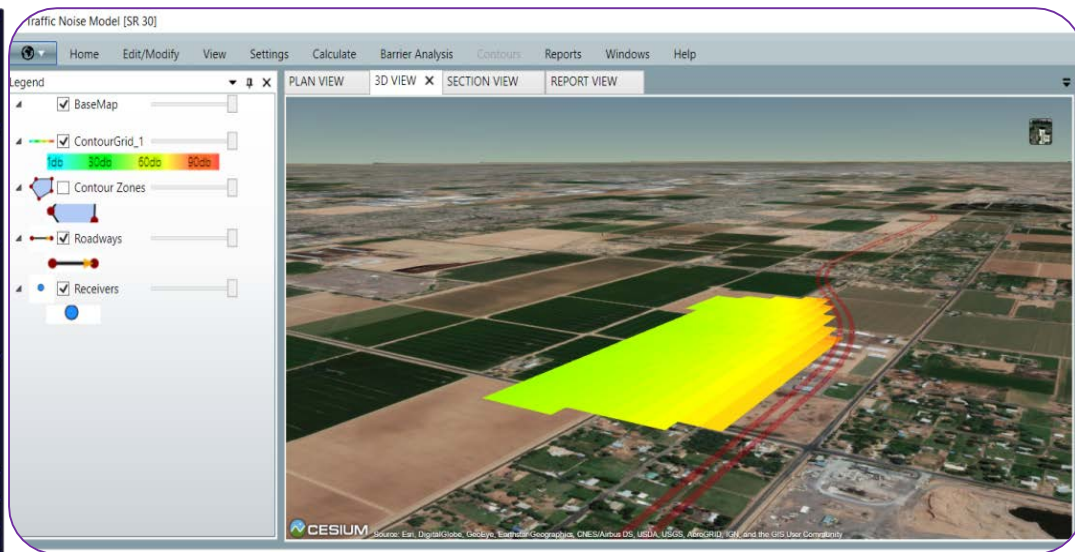 Traffic Noise Model [SR 30]
Home Edit/Modify View Settings Calculate Barrier Analysis Contours Reports Windows Help
Legend
PLAN VIEW 3D VIEW X SECTION VIEW REPORT VIEW
BaseMap
ContourGrid_1
1db 30db 60db 90db
Contour Zones
Roadways
Receivers
CESIUM
Source: Esri, DigitalGlobe, GeoEye, Earthstar Geographics, CNES/Airbus DS, USDA, USGS, AeroGRID, IGN, and the GIS User Community